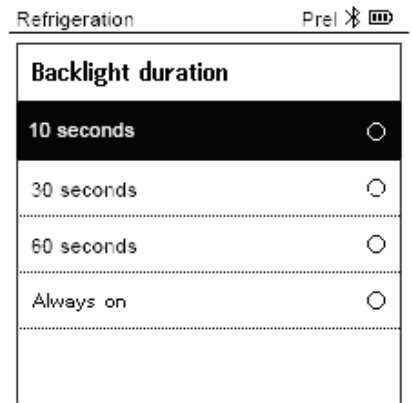 Refrigeration Prel
Backlight duration
10 seconds
30 seconds
60 seconds
Always on